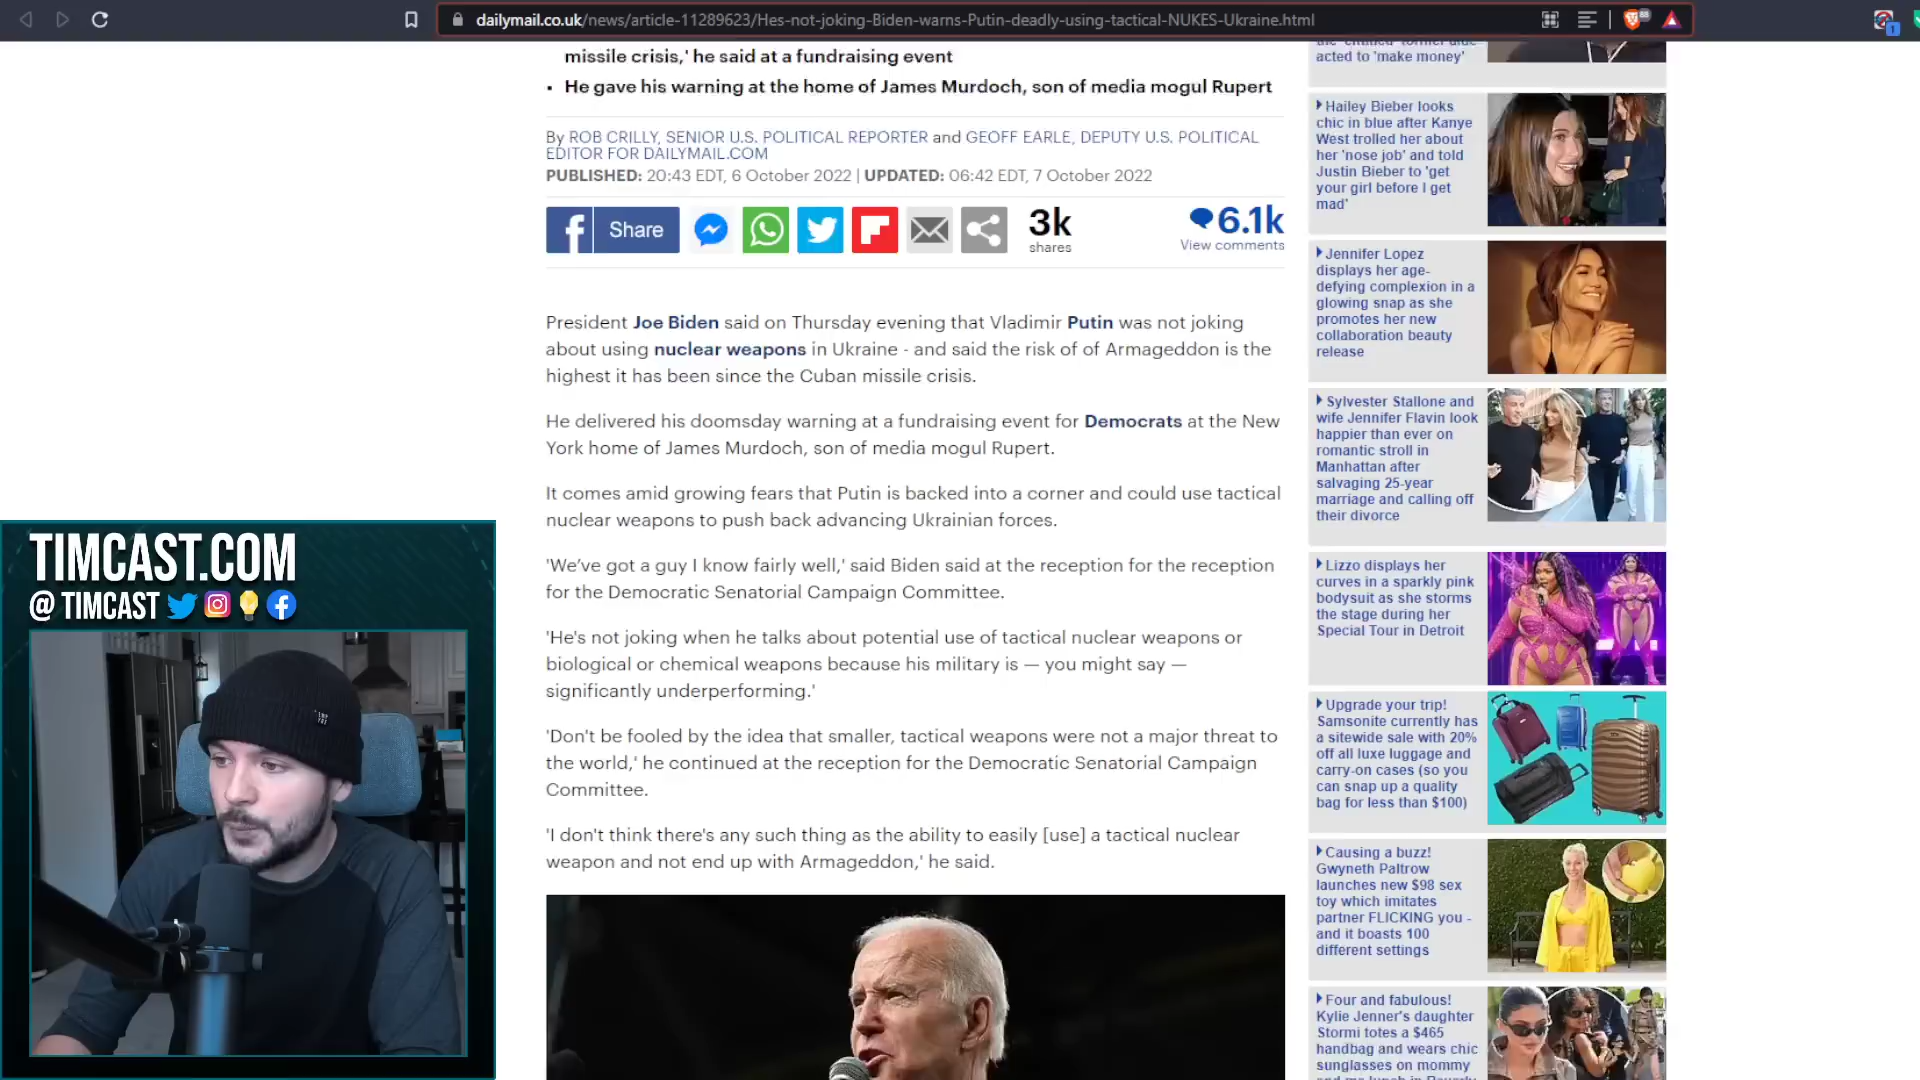 dailymail.co.uk/news/article-11289623/Hes-not-joking-Biden-warns-Putin-deadly-using-tactical-NUKES-Ukraine.html
88
1
missile crisis,' he said at a fundraising event
▪ He gave his warning at the home of James Murdoch, son of media mogul Rupert
By ROB CRILLY, SENIOR U.S. POLITICAL REPORTER and GEOFF EARLE, DEPUTY U.S. POLITICAL
EDITOR FOR DAILYMAIL.COM
PUBLISHED: 20:43 EDT, 6 October 2022 | UPDATED: 06:42 EDT, 7 October 2022
Share
3k
shares
6.1k
View comments
President Joe Biden said on Thursday evening that Vladimir Putin was not joking
about using nuclear weapons in Ukraine - and said the risk of of Armageddon is the
highest it has been since the Cuban missile crisis.
He delivered his doomsday warning at a fundraising event for Democrats at the New
York home of James Murdoch, son of media mogul Rupert.
It comes amid growing fears that Putin is backed into a corner and could use tactical
nuclear weapons to push back advancing Ukrainian forces.
'We've got a guy I know fairly well,' said Biden said at the reception for the reception
for the Democratic Senatorial Campaign Committee.
'He's not joking when he talks about potential use of tactical nuclear weapons or
biological or chemical weapons because his military is — you might say —
significantly underperforming.'
'Don't be fooled by the idea that smaller, tactical weapons were not a major threat to
the world,' he continued at the reception for the Democratic Senatorial Campaign
Committee.
'I don't think there's any such thing as the ability to easily [use] a tactical nuclear
weapon and not end up with Armageddon,' he said.
acted to 'make money'
Hailey Bieber looks
chic in blue after Kanye
West trolled her about
her 'nose job' and told
Justin Bieber to 'get
your girl before I get
mad'
Jennifer Lopez
displays her age-
defying complexion in a
glowing snap as she
promotes her new
collaboration beauty
release
Sylvester Stallone and
wife Jennifer Flavin look
happier than ever on
romantic stroll in
Manhattan after
salvaging 25-year
marriage and calling off
their divorce
Lizzo displays her
curves in a sparkly pink
bodysuit as she storms
the stage during her
Special Tour in Detroit
Upgrade your trip!
Samsonite currently has
a sitewide sale with 20%
off all luxe luggage and
carry-on cases (so you
can snap up a quality
bag for less than $100)
Causing a buzz!
Gwyneth Paltrow
launches new $98 sex
toy which imitates
partner FLICKING you -
and it boasts 100
different settings
Four and fabulous!
Kylie Jenner's daughter
Stormi totes a $465
handbag and wears chic
sunglasses on mommy
TIMCAST.COM
@ TIMCAST